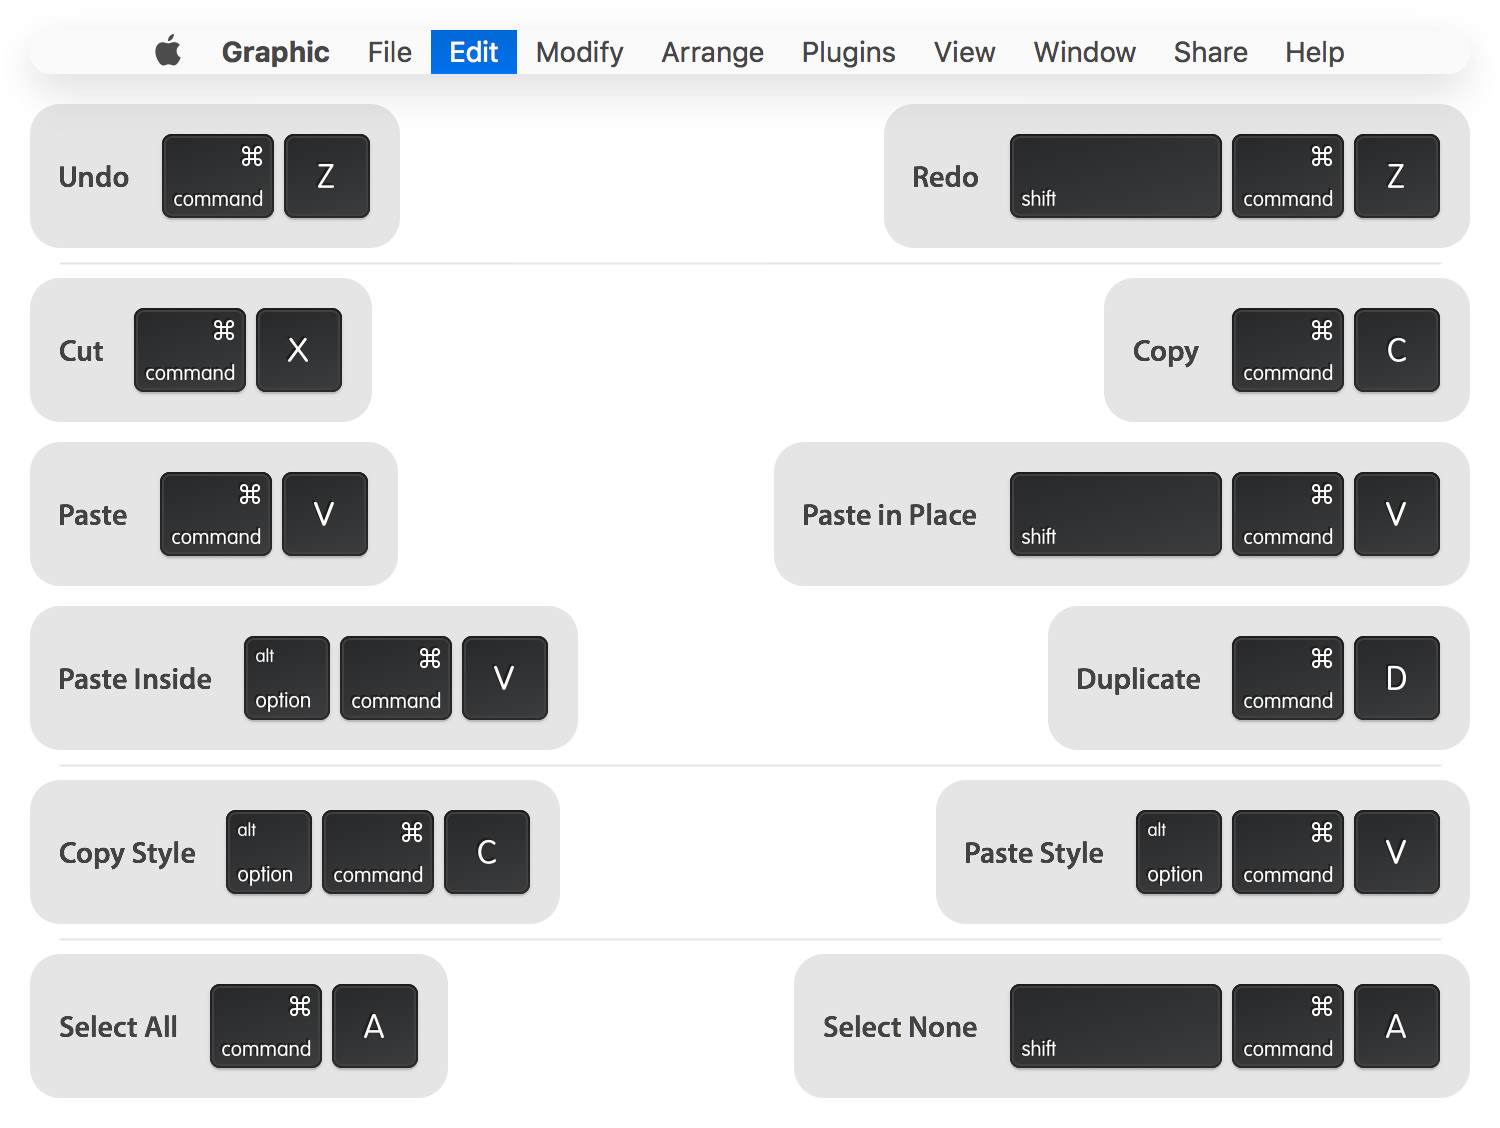 Graphic File Edit Modify Arrange Plugins View Window Share Help
Undo ⌘ command Z
Redo shift ⌘ command Z
Cut ⌘ command X
Copy ⌘ command C
Paste ⌘ command V
Paste in Place shift ⌘ command V
Paste Inside alt option ⌘ command V
Duplicate ⌘ command D
Copy Style alt option ⌘ command C
Paste Style alt option ⌘ command V
Select All ⌘ command A
Select None shift ⌘ command A